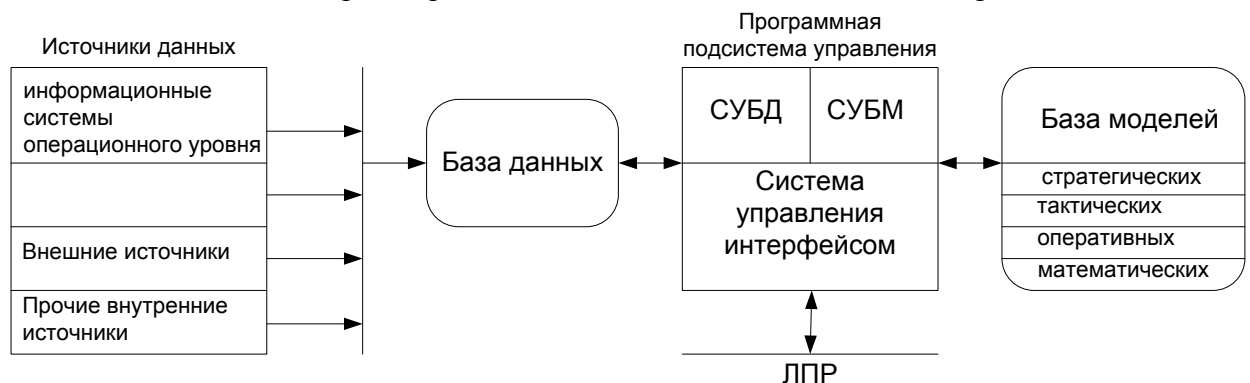 Источники данных
информационные
системы
операционного уровня
Внешние источники
Прочие внутренние
источники
База данных
Программная
подсистема управления
СУБД
СУБМ
Система
управления
интерфейсом
ЛПР
База моделей
стратегических
тактических
оперативных
математических